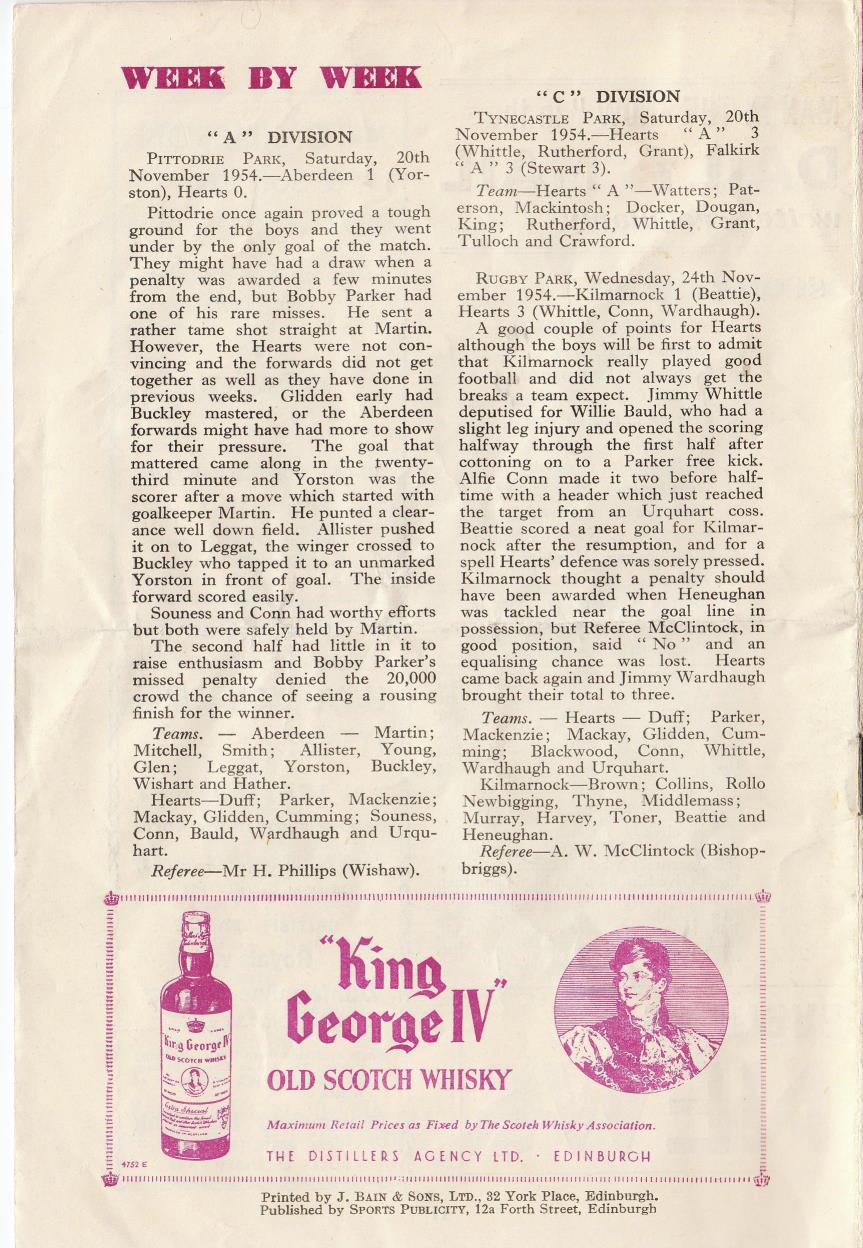 WEEK BY WEEK
“ A ” DIVISION
PITTODRIE PARK, Saturday, 20th
November 1954.—Aberdeen 1 (Yor-
ston), Hearts 0.
Pittodrie once again proved a tough
ground for the boys and they went
under by the only goal of the match.
They might have had a draw when a
penalty was awarded a few minutes
from the end, but Bobby Parker had
one of his rare misses. He sent a
rather tame shot straight at Martin.
However, the Hearts were not con-
vincing and the forwards did not get
together as well as they have done in
previous weeks. Glidden early had
Buckley mastered, or the Aberdeen
forwards might have had more to show
for their pressure. The goal that
mattered came along in the twenty-
third minute and Yorston was the
scorer after a move which started with
goalkeeper Martin. He punted a clear-
ance well down field. Allister pushed
it on to Leggat, the winger crossed to
Buckley who tapped it to an unmarked
Yorston in front of goal. The inside
forward scored easily.
Souness and Conn had worthy efforts
but both were safely held by Martin.
The second half had little in it to
raise enthusiasm and Bobby Parker's
missed penalty denied the 20,000
crowd the chance of seeing a rousing
finish for the winner.
Teams. — Aberdeen — Martin;
Mitchell, Smith; Allister, Young,
Glen; Leggat, Yorston, Buckley,
Wishart and Hather.
Hearts—Duff; Parker, Mackenzie;
Mackay, Glidden, Cumming; Souness,
Conn, Bauld, Wardhaugh and Urqu-
hart.
Referee—Mr H. Phillips (Wishaw).
“ C ” DIVISION
TYNECASTLE PARK, Saturday, 20th
November 1954.—Hearts “ A ” 3
(Whittle, Rutherford, Grant), Falkirk
“ A ” 3 (Stewart 3).
Team—Hearts “ A ”—Watters; Pat-
erson, Mackintosh; Docker, Dougan,
King; Rutherford, Whittle, Grant,
Tulloch and Crawford.
RUGBY PARK, Wednesday, 24th Nov-
ember 1954.—Kilmarnock 1 (Beattie),
Hearts 3 (Whittle, Conn, Wardhaugh).
A good couple of points for Hearts
although the boys will be first to admit
that Kilmarnock really played good
football and did not always get the
breaks a team expect. Jimmy Whittle
deputised for Willie Bauld, who had a
slight leg injury and opened the scoring
halfway through the first half after
cottoning on to a Parker free kick.
Alfie Conn made it two before half-
time with a header which just reached
the target from an Urquhart coss.
Beattie scored a neat goal for Kilmar-
nock after the resumption, and for a
spell Hearts' defence was sorely pressed.
Kilmarnock thought a penalty should
have been awarded when Heneughan
was tackled near the goal line in
possession, but Referee McClintock, in
good position, said “ No ” and an
equalising chance was lost. Hearts
came back again and Jimmy Wardhaugh
brought their total to three.
Teams. — Hearts — Duff; Parker,
Mackenzie; Mackay, Glidden, Cum-
ming; Blackwood, Conn, Whittle,
Wardhaugh and Urquhart.
Kilmarnock—Brown; Collins, Rollo
Newbigging, Thyne, Middlemass;
Murray, Harvey, Toner, Beattie and
Heneughan.
Referee—A. W. McClintock (Bishop-
briggs).
King George IV
OLD SCOTCH WHISKY
Extra Special
4752 E
“King
George IV”
OLD SCOTCH WHISKY
Maximum Retail Prices as Fixed by The Scotch Whisky Association.
THE DISTILLERS AGENCY LTD. · EDINBURGH
Printed by J. BAIN & SONS, LTD., 32 York Place, Edinburgh.
Published by SPORTS PUBLICITY, 12a Forth Street, Edinburgh